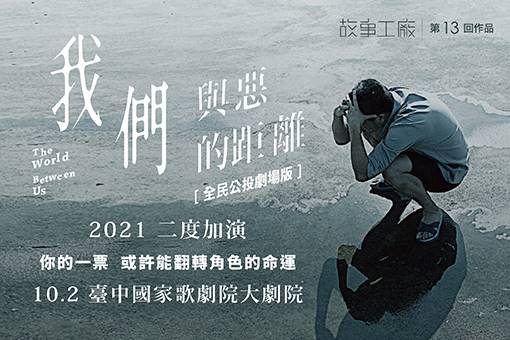 故事工廠 第13回作品
我們
與惡
的距離
The
World
Between
Us
[全民公投劇場版]
2021 二度加演
你的一票 或許能翻轉角色的命運
10.2 臺中國家歌劇院大劇院